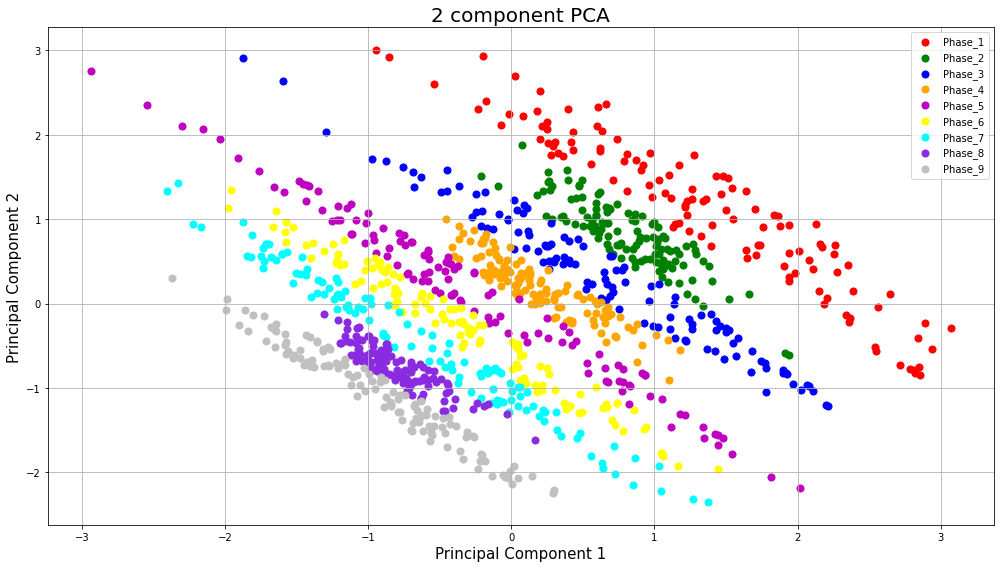 2 component PCA
Phase_1
Phase_2
Phase_3
Phase_4
Phase_5
Phase_6
Phase_7
Phase_8
Phase_9
Principal Component 2
3
2
1
0
−1
−2
−3
−2
−1
0
1
2
3
Principal Component 1